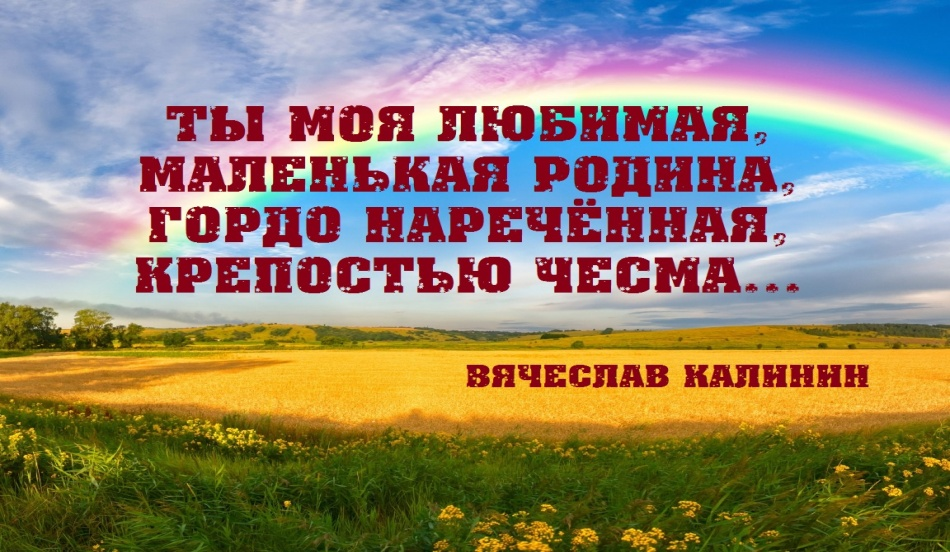 ТЫ МОЯ ЛЮБИМАЯ,
МАЛЕНЬКАЯ РОДИНА,
ГОРДО НАРЕЧЁННАЯ,
КРЕПОСТЬЮ ЧЕСМА...
ВЯЧЕСЛАВ КАЛИНИН